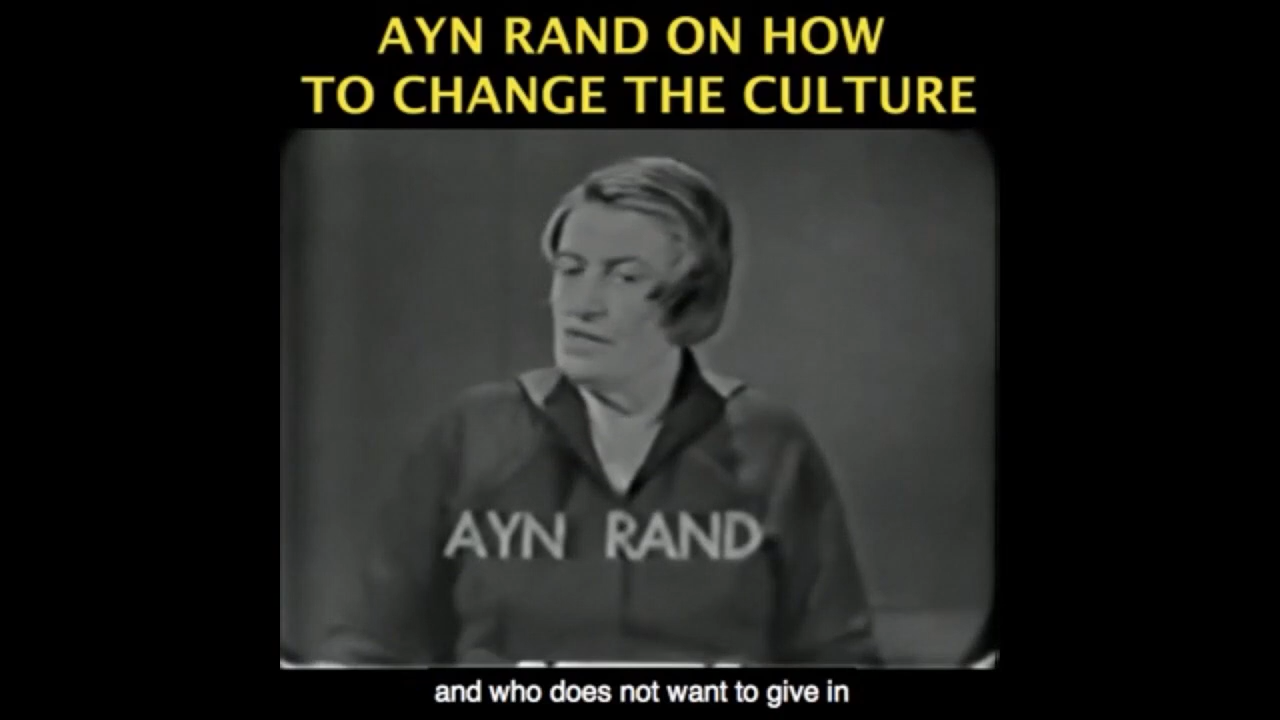 AYN RAND ON HOW
TO CHANGE THE CULTURE
AYN RAND
and who does not want to give in